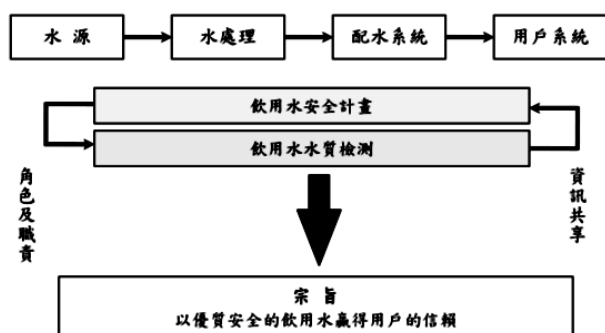 水 源
水處理
配水系統
用戶系統
飲用水安全計畫
飲用水水質檢測
角色及職責
資訊共享
宗 旨
以優質安全的飲用水贏得用戶的信賴